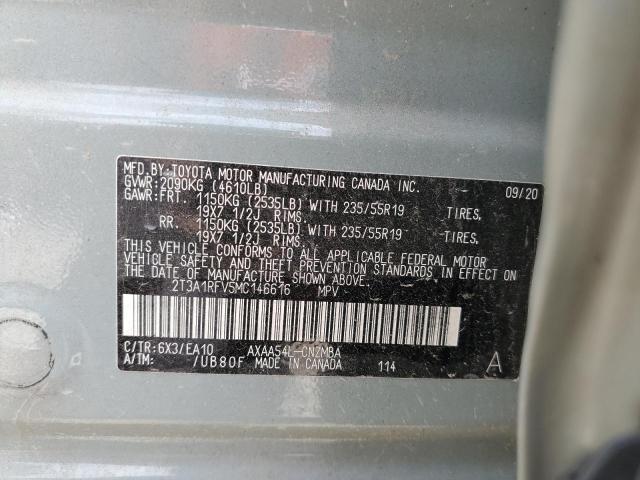 MFD.BY:TOYOTA MOTOR MANUFACTURING CANADA INC. 09/20
GVWR:2090KG (4610LB)
GAWR:FRT. 1150KG (2535LB) WITH 235/55R19 TIRES,
19X7 1/2J RIMS.
RR. 1150KG (2535LB) WITH 235/55R19 TIRES,
19X7 1/2J RIMS.
THIS VEHICLE CONFORMS TO ALL APPLICABLE FEDERAL MOTOR
VEHICLE SAFETY AND THEFT PREVENTION STANDARDS IN EFFECT ON
THE DATE OF MANUFACTURE SHOWN ABOVE.
2T3A1RFV5MC146616 MPV
C/TR:6X3/EA10 AXAA54L-CNZMBA
A/TM: /UB80F MADE IN CANADA 114 A